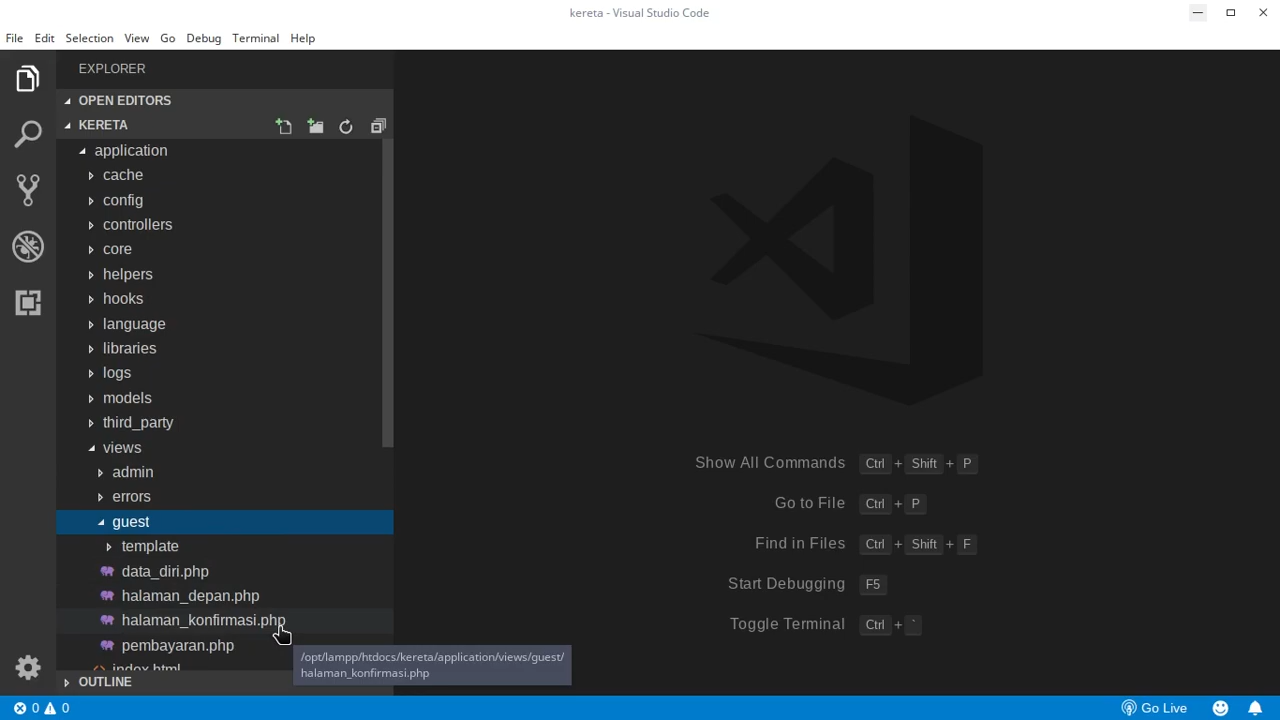 kereta - Visual Studio Code
File Edit Selection View Go Debug Terminal Help
EXPLORER
OPEN EDITORS
KERETA
application
cache
config
controllers
core
helpers
hooks
language
libraries
logs
models
third_party
views
admin
errors
guest
template
data_diri.php
halaman_depan.php
halaman_konfirmasi.php
pembayaran.php
index.html
/opt/lampp/htdocs/kereta/application/views/guest/
halaman_konfirmasi.php
OUTLINE
Show All Commands Ctrl + Shift + P
Go to File Ctrl + P
Find in Files Ctrl + Shift + F
Start Debugging F5
Toggle Terminal Ctrl + `
0 0 Go Live